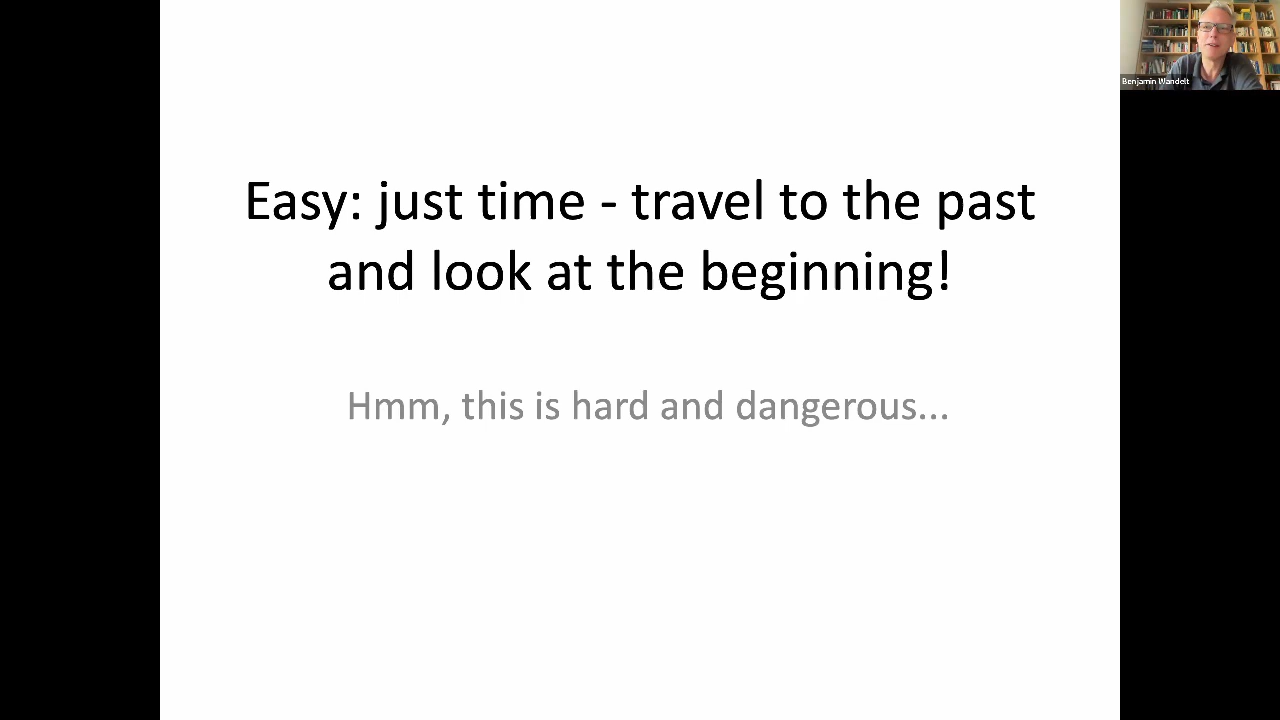 Easy: just time - travel to the past
and look at the beginning!
Hmm, this is hard and dangerous...
Benjamin Wandelt